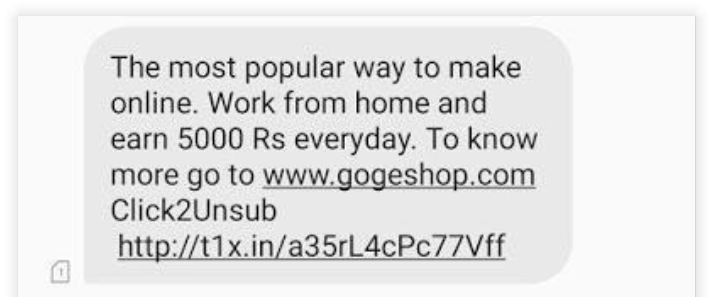 The most popular way to make
online. Work from home and
earn 5000 Rs everyday. To know
more go to www.gogeshop.com
Click2Unsub
http://t1x.in/a35rL4cPc77Vff
1